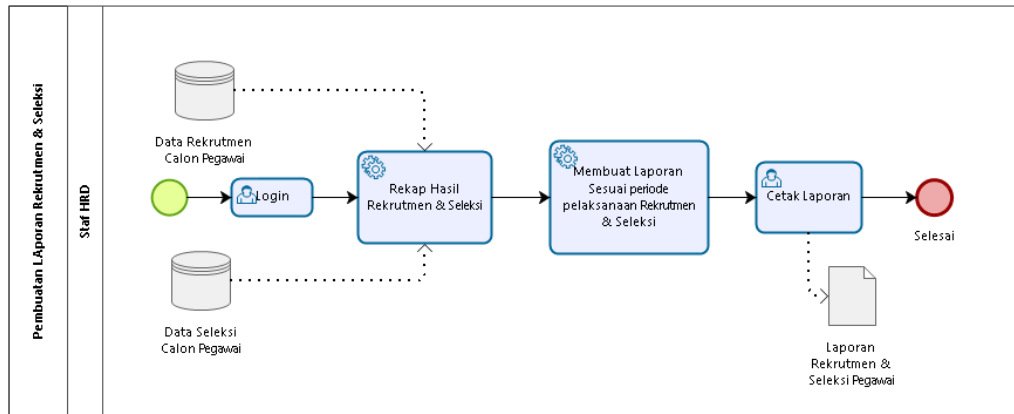 Pembuatan LAporan Rekrutmen & Seleksi
Staf HRD
Data Rekrutmen
Calon Pegawai
Login
Rekap Hasil
Rekrutmen & Seleksi
Membuat Laporan
Sesuai periode
pelaksanaan Rekrutmen
& Seleksi
Cetak Laporan
Selesai
Data Seleksi
Calon Pegawai
Laporan
Rekrutmen &
Seleksi Pegawai